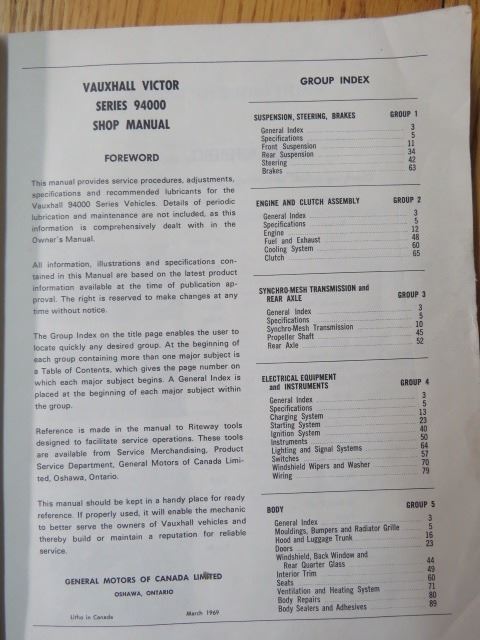 VAUXHALL VICTOR
SERIES 94000
SHOP MANUAL
FOREWORD
This manual provides service procedures, adjustments,
specifications and recommended lubricants for the
Vauxhall 94000 Series Vehicles. Details of periodic
lubrication and maintenance are not included, as this
information is comprehensively dealt with in the
Owner's Manual.
All information, illustrations and specifications con-
tained in this Manual are based on the latest product
information available at the time of publication ap-
proval. The right is reserved to make changes at any
time without notice.
The Group Index on the title page enables the user to
locate quickly any desired group. At the beginning of
each group containing more than one major subject is
a Table of Contents, which gives the page number on
which each major subject begins. A General Index is
placed at the beginning of each major subject within
the group.
Reference is made in the manual to Riteway tools
designed to facilitate service operations. These tools
are available from Service Merchandising, Product
Service Department, General Motors of Canada Limi-
ted, Oshawa, Ontario.
This manual should be kept in a handy place for ready
reference. If properly used, it will enable the mechanic
to better serve the owners of Vauxhall vehicles and
thereby build or maintain a reputation for reliable
service.
GENERAL MOTORS OF CANADA LIMITED
OSHAWA, ONTARIO
Litho in Canada March 1969
GROUP INDEX
SUSPENSION, STEERING, BRAKES GROUP 1
General Index 3
Specifications 5
Front Suspension 11
Rear Suspension 34
Steering 42
Brakes 63
ENGINE AND CLUTCH ASSEMBLY GROUP 2
General Index 3
Specifications 5
Engine 12
Fuel and Exhaust 48
Cooling System 60
Clutch 65
SYNCHRO-MESH TRANSMISSION and
REAR AXLE GROUP 3
General Index 3
Specifications 5
Synchro-Mesh Transmission 10
Propeller Shaft 45
Rear Axle 52
ELECTRICAL EQUIPMENT
and INSTRUMENTS GROUP 4
General Index 3
Specifications 5
Charging System 13
Starting System 23
Ignition System 40
Instruments 50
Lighting and Signal Systems 64
Switches 57
Windshield Wipers and Washer 70
Wiring 79
BODY GROUP 5
General Index 3
Mouldings, Bumpers and Radiator Grille 5
Hood and Luggage Trunk 16
Doors 23
Windshield, Back Window and
Rear Quarter Glass 44
Interior Trim 49
Seats 60
Ventilation and Heating System 71
Body Repairs 80
Body Sealers and Adhesives 89